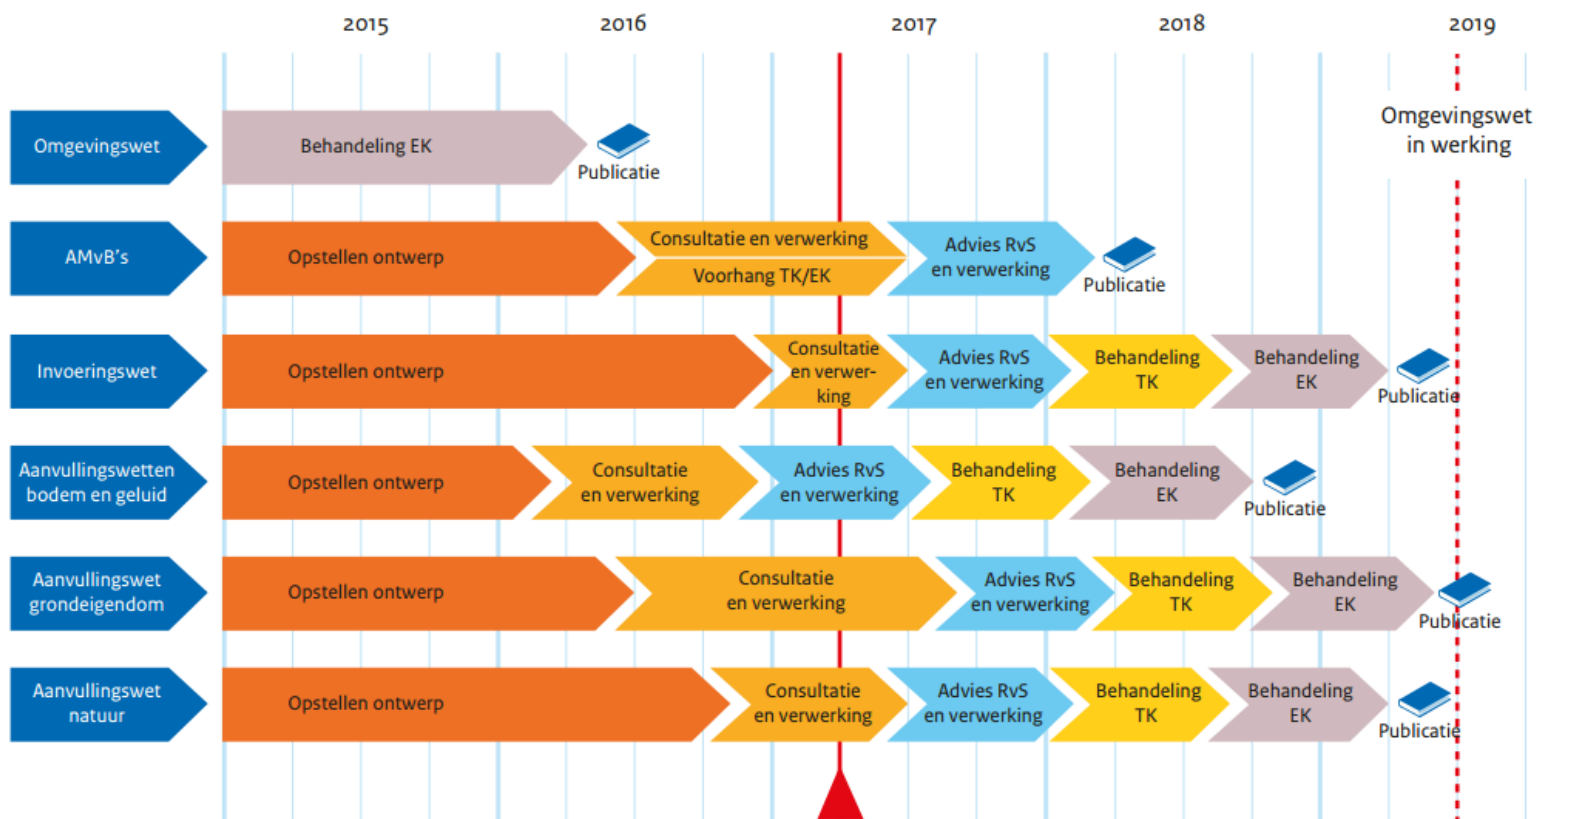 2015 2016 2017 2018 2019
Omgevingswet
in werking
Omgevingswet
Behandeling EK
Publicatie
AMvB's
Opstellen ontwerp
Consultatie en verwerking
Voorhang TK/EK
Advies RvS
en verwerking
Publicatie
Invoeringswet
Opstellen ontwerp
Consultatie
en verwer-
king
Advies RvS
en verwerking
Behandeling
TK
Behandeling
EK
Publicatie
Aanvullingswetten
bodem en geluid
Opstellen ontwerp
Consultatie
en verwerking
Advies RvS
en verwerking
Behandeling
TK
Behandeling
EK
Publicatie
Aanvullingswet
grondeigendom
Opstellen ontwerp
Consultatie
en verwerking
Advies RvS
en verwerking
Behandeling
TK
Behandeling
EK
Publicatie
Aanvullingswet
natuur
Opstellen ontwerp
Consultatie
en verwerking
Advies RvS
en verwerking
Behandeling
TK
Behandeling
EK
Publicatie